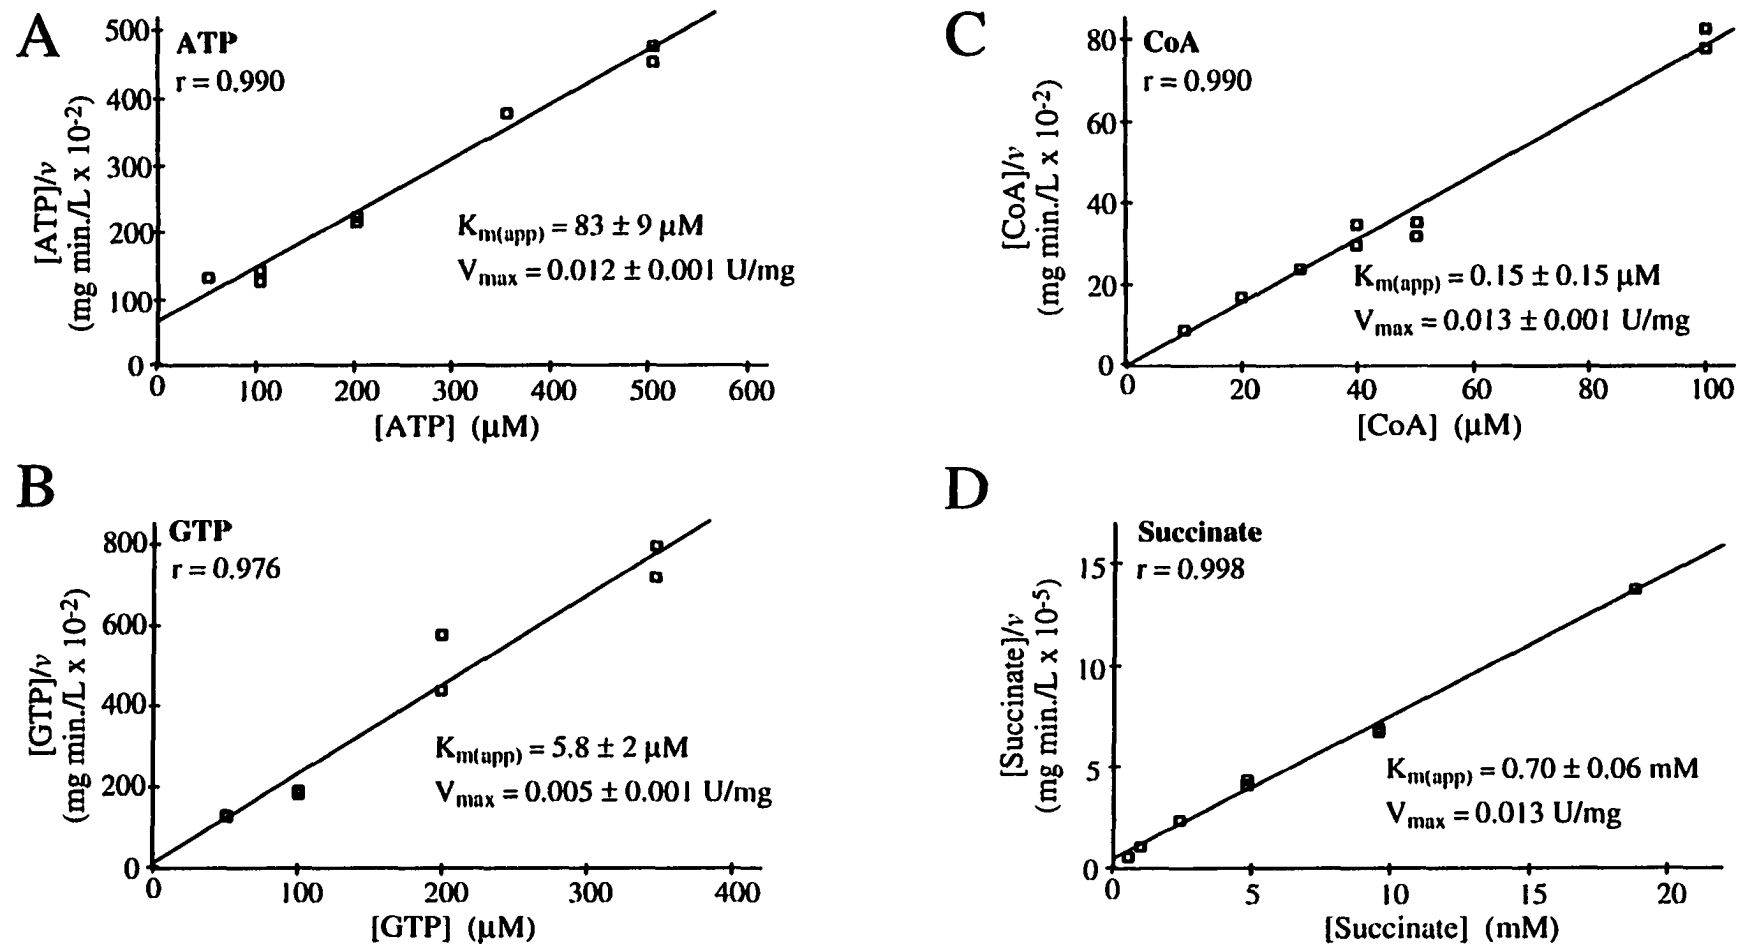 A
ATP
r = 0.990
500
400
300
200
100
0
[ATP]/v
(mg min./L x 10-2)
Km(app) = 83 ± 9 µM
Vmax = 0.012 ± 0.001 U/mg
0 100 200 300 400 500 600
[ATP] (µM)
C
CoA
r = 0.990
80
60
40
20
0
[CoA]/v
(mg min./L x 10-2)
Km(app) = 0.15 ± 0.15 µM
Vmax = 0.013 ± 0.001 U/mg
0 20 40 60 80 100
[CoA] (µM)
B
GTP
r = 0.976
800
600
400
200
0
[GTP]/v
(mg min./L x 10-2)
Km(app) = 5.8 ± 2 µM
Vmax = 0.005 ± 0.001 U/mg
0 100 200 300 400
[GTP] (µM)
D
Succinate
r = 0.998
15
10
5
0
[Succinate]/v
(mg min./L x 10-5)
Km(app) = 0.70 ± 0.06 mM
Vmax = 0.013 U/mg
0 5 10 15 20
[Succinate] (mM)